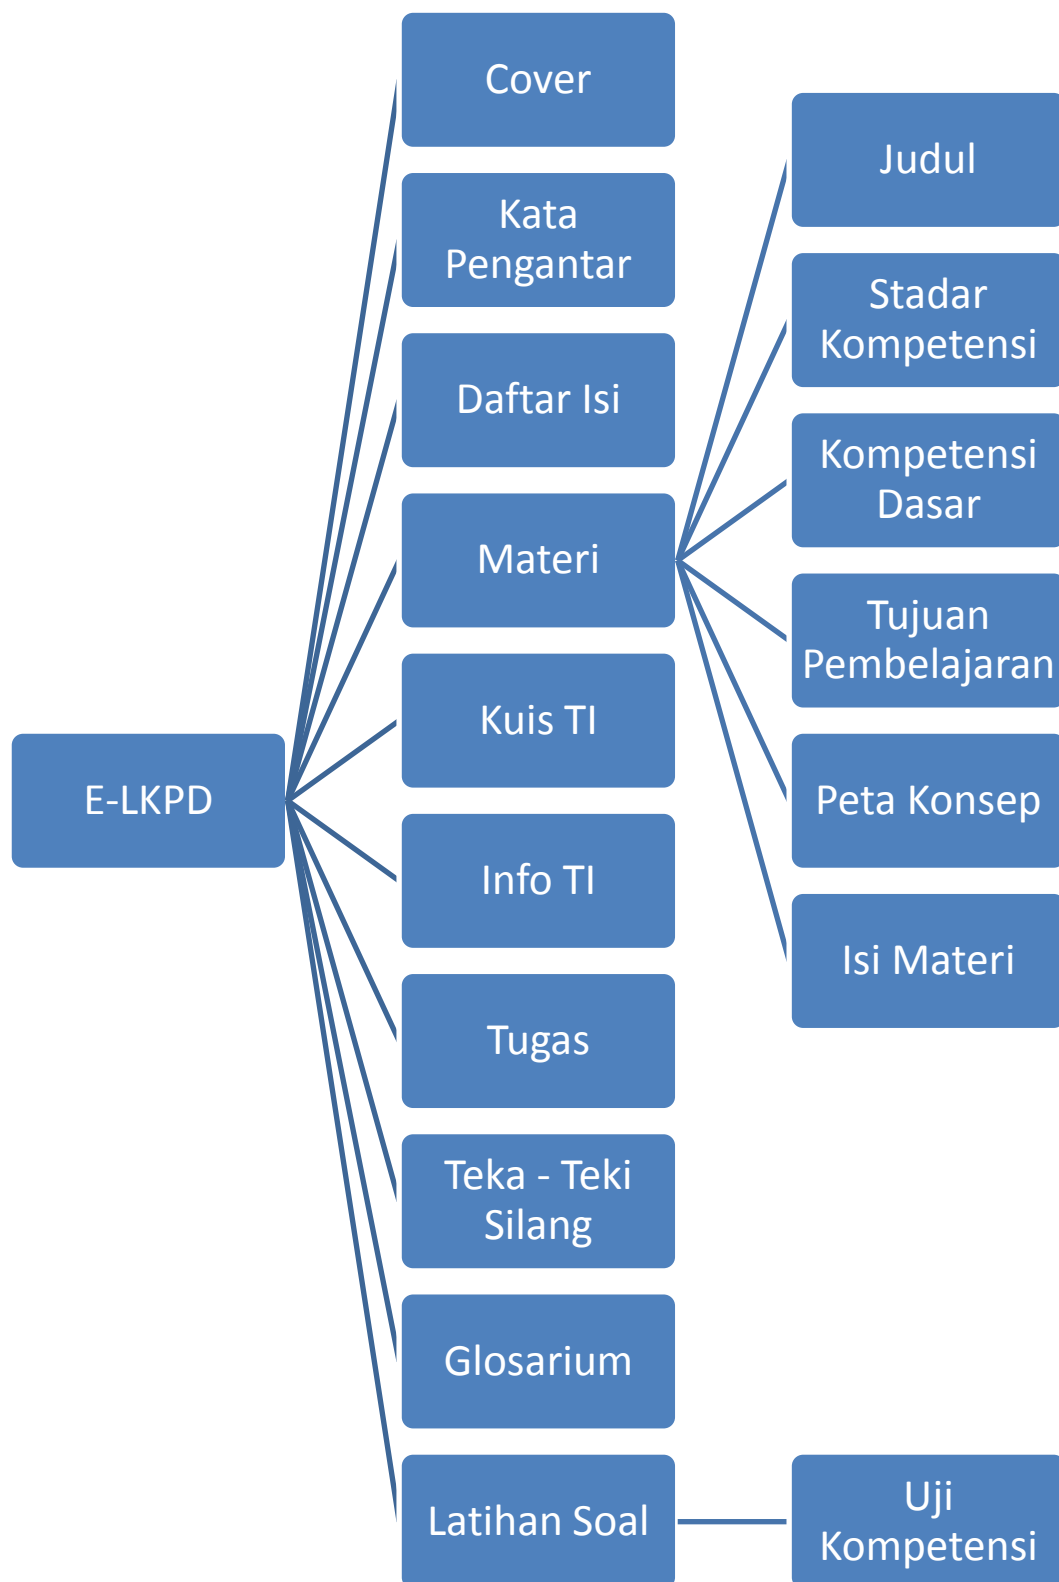 E-LKPD
Cover
Kata
Pengantar
Daftar Isi
Materi
Judul
Stadar
Kompetensi
Kompetensi
Dasar
Tujuan
Pembelajaran
Peta Konsep
Isi Materi
Kuis TI
Info TI
Tugas
Teka - Teki
Silang
Glosarium
Latihan Soal
Uji
Kompetensi